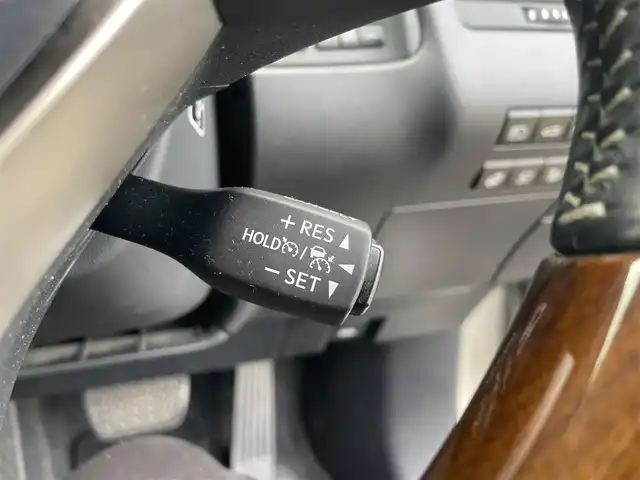 + RES
HOLD /
− SET